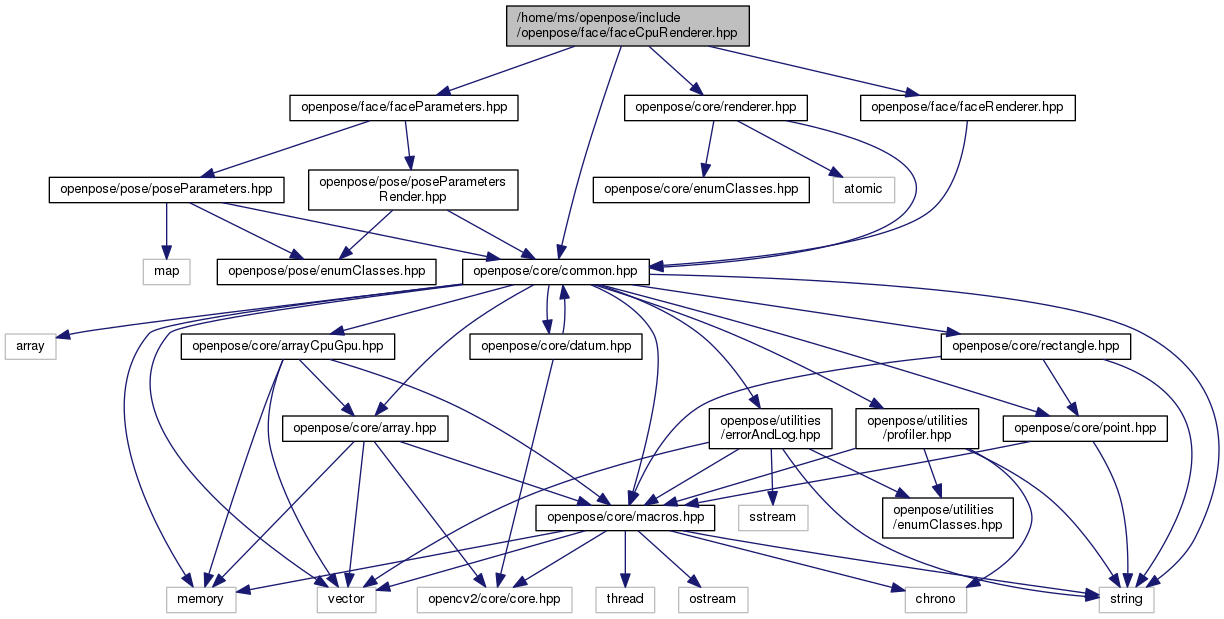 /home/ms/openpose/include
/openpose/face/faceCpuRenderer.hpp
openpose/face/faceParameters.hpp
openpose/core/renderer.hpp
openpose/face/faceRenderer.hpp
openpose/pose/poseParameters.hpp
openpose/pose/poseParameters
Render.hpp
openpose/core/enumClasses.hpp
atomic
map
openpose/pose/enumClasses.hpp
openpose/core/common.hpp
array
openpose/core/arrayCpuGpu.hpp
openpose/core/datum.hpp
openpose/core/rectangle.hpp
openpose/core/array.hpp
openpose/utilities
/errorAndLog.hpp
openpose/utilities
/profiler.hpp
openpose/core/point.hpp
openpose/core/macros.hpp
sstream
openpose/utilities
/enumClasses.hpp
memory
vector
opencv2/core/core.hpp
thread
ostream
chrono
string